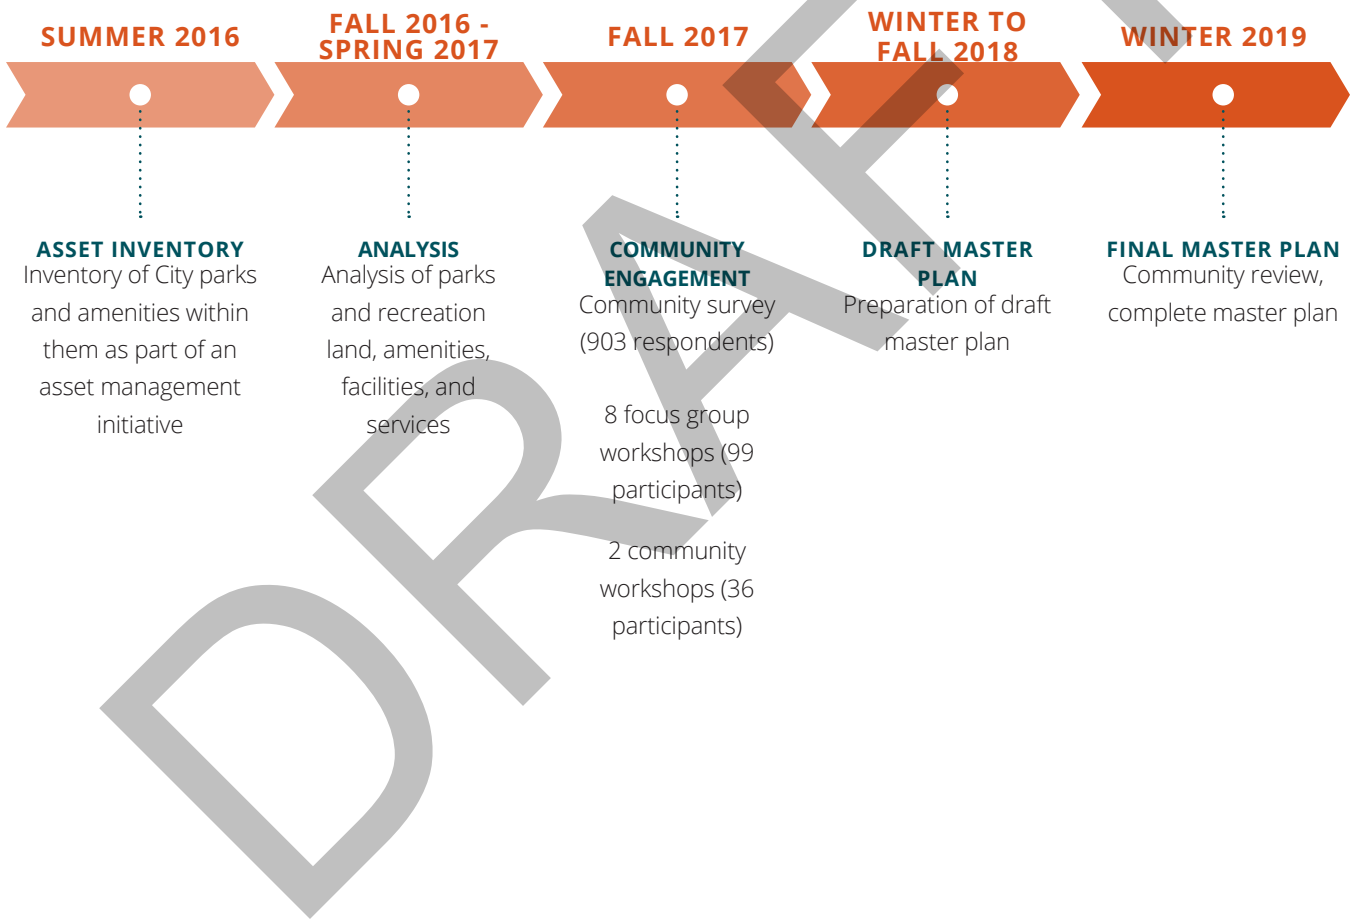 SUMMER 2016
FALL 2016 -
SPRING 2017
FALL 2017
WINTER TO
FALL 2018
WINTER 2019
ASSET INVENTORY
Inventory of City parks
and amenities within
them as part of an
asset management
initiative
ANALYSIS
Analysis of parks
and recreation
land, amenities,
facilities, and
services
COMMUNITY
ENGAGEMENT
Community survey
(903 respondents)
8 focus group
workshops (99
participants)
2 community
workshops (36
participants)
DRAFT MASTER
PLAN
Preparation of draft
master plan
FINAL MASTER PLAN
Community review,
complete master plan
DRAFT